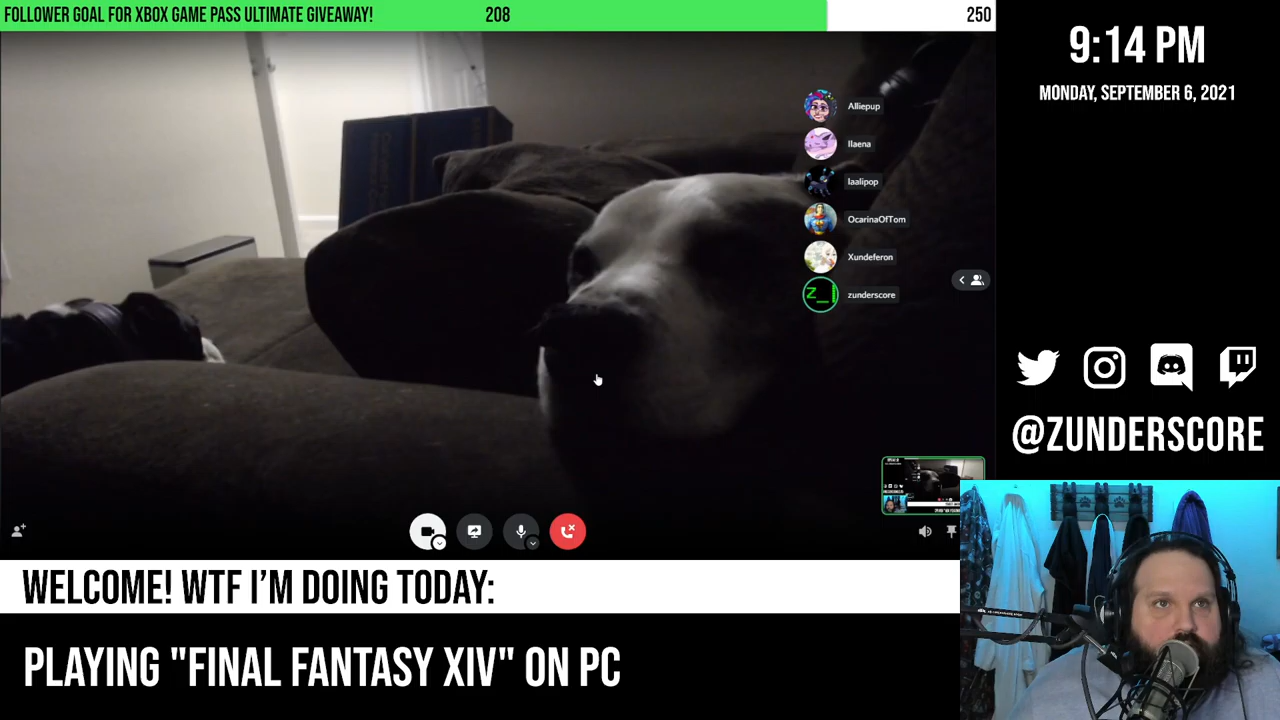 FOLLOWER GOAL FOR XBOX GAME PASS ULTIMATE GIVEAWAY! 208 250
9:14 PM
MONDAY, SEPTEMBER 6, 2021
Alliepup
Ilaena
laalipop
OcarinaOfTom
Xundeferon
z_
zunderscore
@ZUNDERSCORE
WELCOME! WTF I'M DOING TODAY:
PLAYING "FINAL FANTASY XIV" ON PC